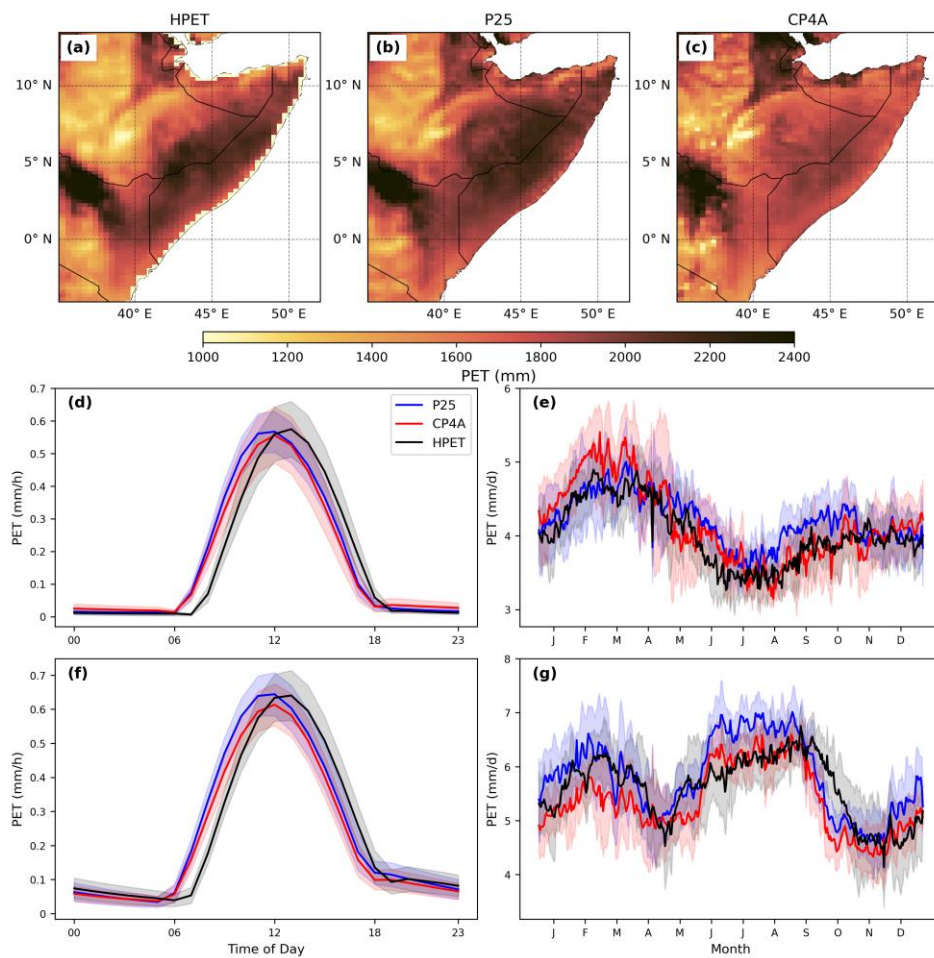 HPET P25 CP4A
(a) (b) (c)
10° N 10° N 10° N
5° N 5° N 5° N
0° N 0° N 0° N
40° E 45° E 50° E 40° E 45° E 50° E 40° E 45° E 50° E
1000 1200 1400 1600 1800 2000 2200 2400
PET (mm)
(d)
P25
CP4A
HPET
PET (mm/h)
0.7
0.6
0.5
0.4
0.3
0.2
0.1
0
00 06 12 18 23
(e)
PET (mm/d)
6
5
4
3
J F M A M J J A S O N D
(f)
PET (mm/h)
0.7
0.6
0.5
0.4
0.3
0.2
0.1
0
00 06 12 18 23
Time of Day
(g)
PET (mm/d)
8
7
6
5
4
J F M A M J J A S O N D
Month